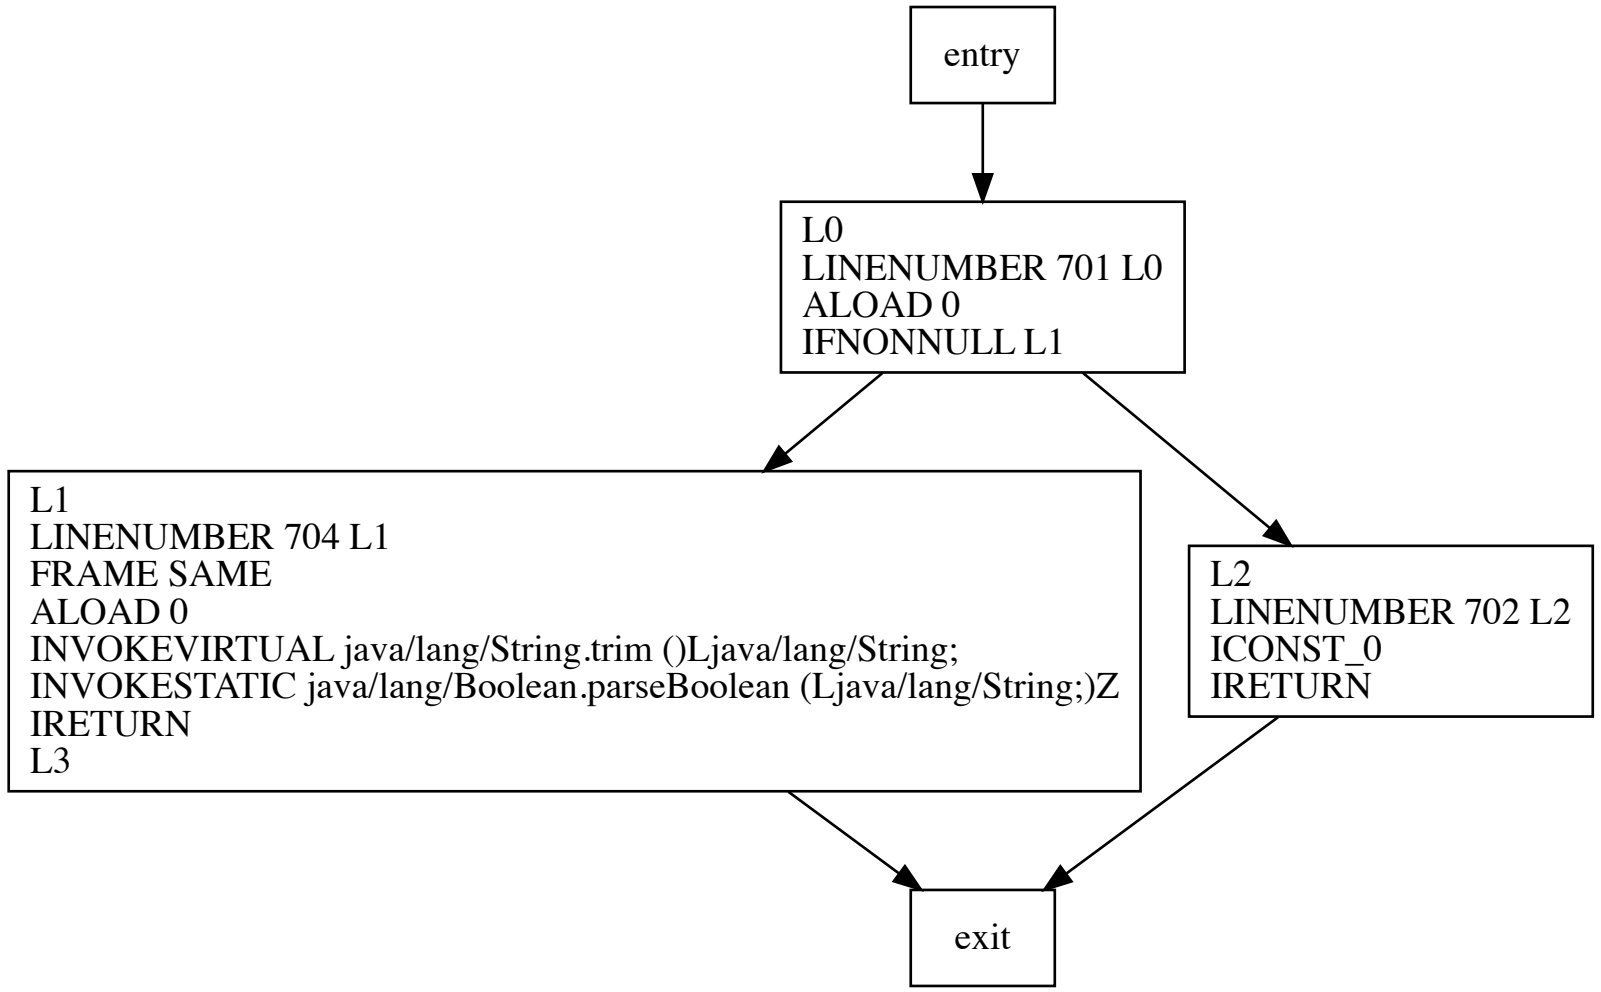 entry
L0
LINENUMBER 701 L0
ALOAD 0
IFNONNULL L1
L1
LINENUMBER 704 L1
FRAME SAME
ALOAD 0
INVOKEVIRTUAL java/lang/String.trim ()Ljava/lang/String;
INVOKESTATIC java/lang/Boolean.parseBoolean (Ljava/lang/String;)Z
IRETURN
L3
L2
LINENUMBER 702 L2
ICONST_0
IRETURN
exit